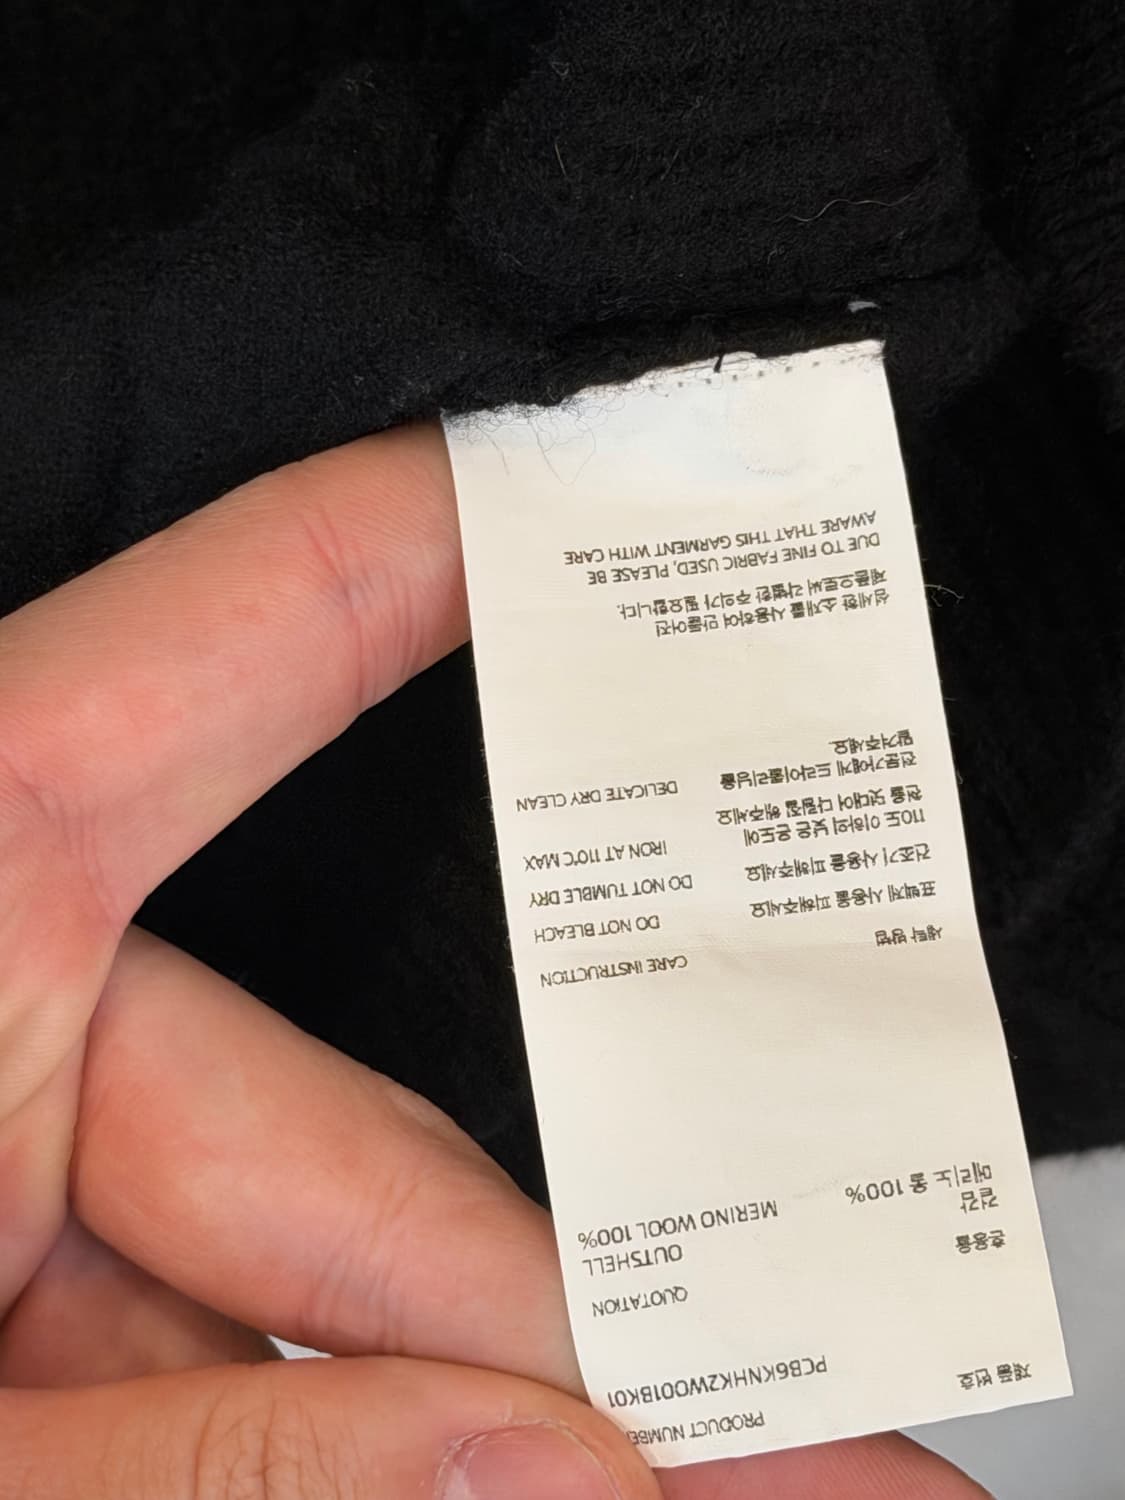 제품 번호
PRODUCT NUMBE
PCB6KNHK2WO01BK01
혼용율
QUOTATION
겉감
OUTSHELL
메리노 울 100%
MERINO WOOL 100%
세탁 방법
CARE INSTRUCTION
표백제 사용을 피해주세요
DO NOT BLEACH
건조기 사용을 피해주세요
DO NOT TUMBLE DRY
110도 이하의 낮은 온도에
천을 덧대어 다림질 해주세요
IRON AT 110°C MAX
전문가에게 드라이클리닝을
맡겨주세요
DELICATE DRY CLEAN
섬세한 소재를 사용하여 만들어진
제품으로써 각별한 주의가 필요합니다.
DUE TO FINE FABRIC USED, PLEASE BE
AWARE THAT THIS GARMENT WITH CARE